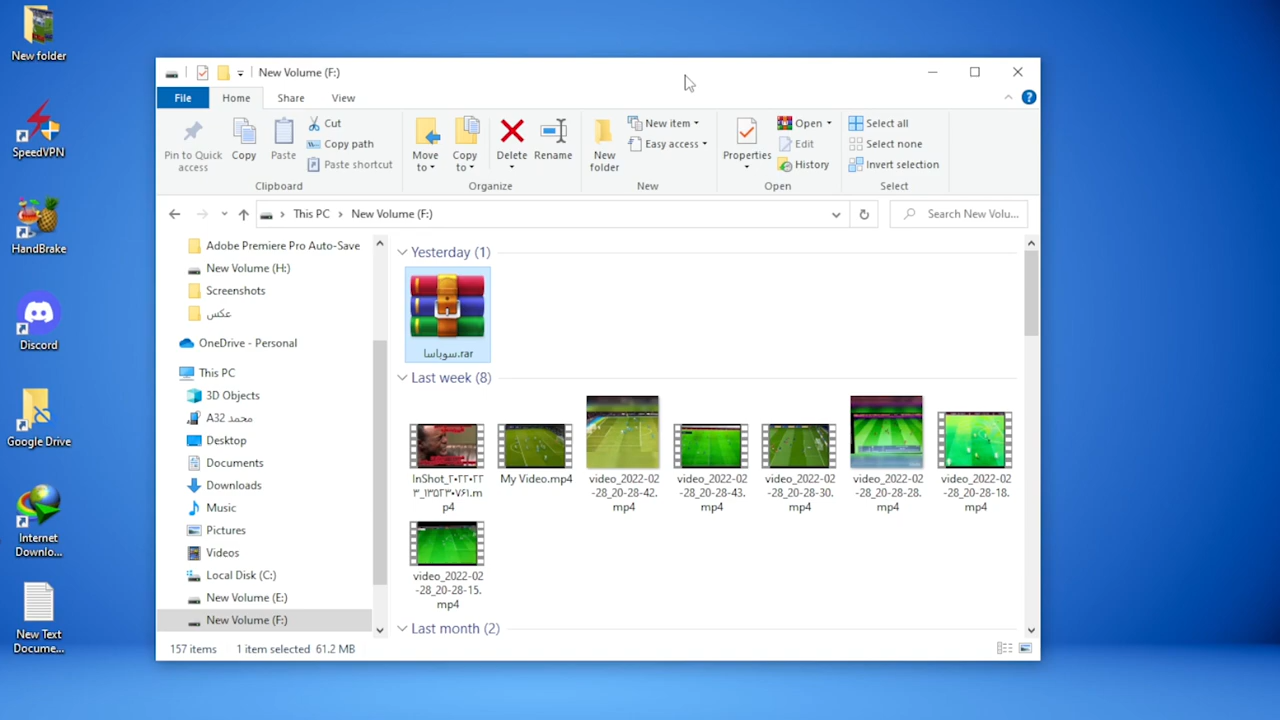 New folder
SpeedVPN
HandBrake
Discord
Google Drive
Internet
Downlo...
New Text
Docume...
New Volume (F:)
File
Home
Share
View
Pin to Quick
access
Copy
Paste
Cut
Copy path
Paste shortcut
Clipboard
Move
to
Copy
to
Delete
Rename
Organize
New
folder
New item
Easy access
New
Properties
Open
Edit
History
Open
Select all
Select none
Invert selection
Select
This PC
New Volume (F:)
Search New Volu...
Adobe Premiere Pro Auto-Save
New Volume (H:)
Screenshots
عکس
OneDrive - Personal
This PC
3D Objects
محمد A32
Desktop
Documents
Downloads
Music
Pictures
Videos
Local Disk (C:)
New Volume (E:)
New Volume (F:)
Yesterday (1)
سوباسا.rar
Last week (8)
InShot_۲۰۲۲۰۲۲
۳_۱۳۵۲۳۰۷۶۱.m
p4
My Video.mp4
video_2022-02
-28_20-28-42.
mp4
video_2022-02
-28_20-28-43.
mp4
video_2022-02
-28_20-28-30.
mp4
video_2022-02
-28_20-28-28.
mp4
video_2022-02
-28_20-28-18.
mp4
video_2022-02
-28_20-28-15.
mp4
Last month (2)
157 items
1 item selected 61.2 MB